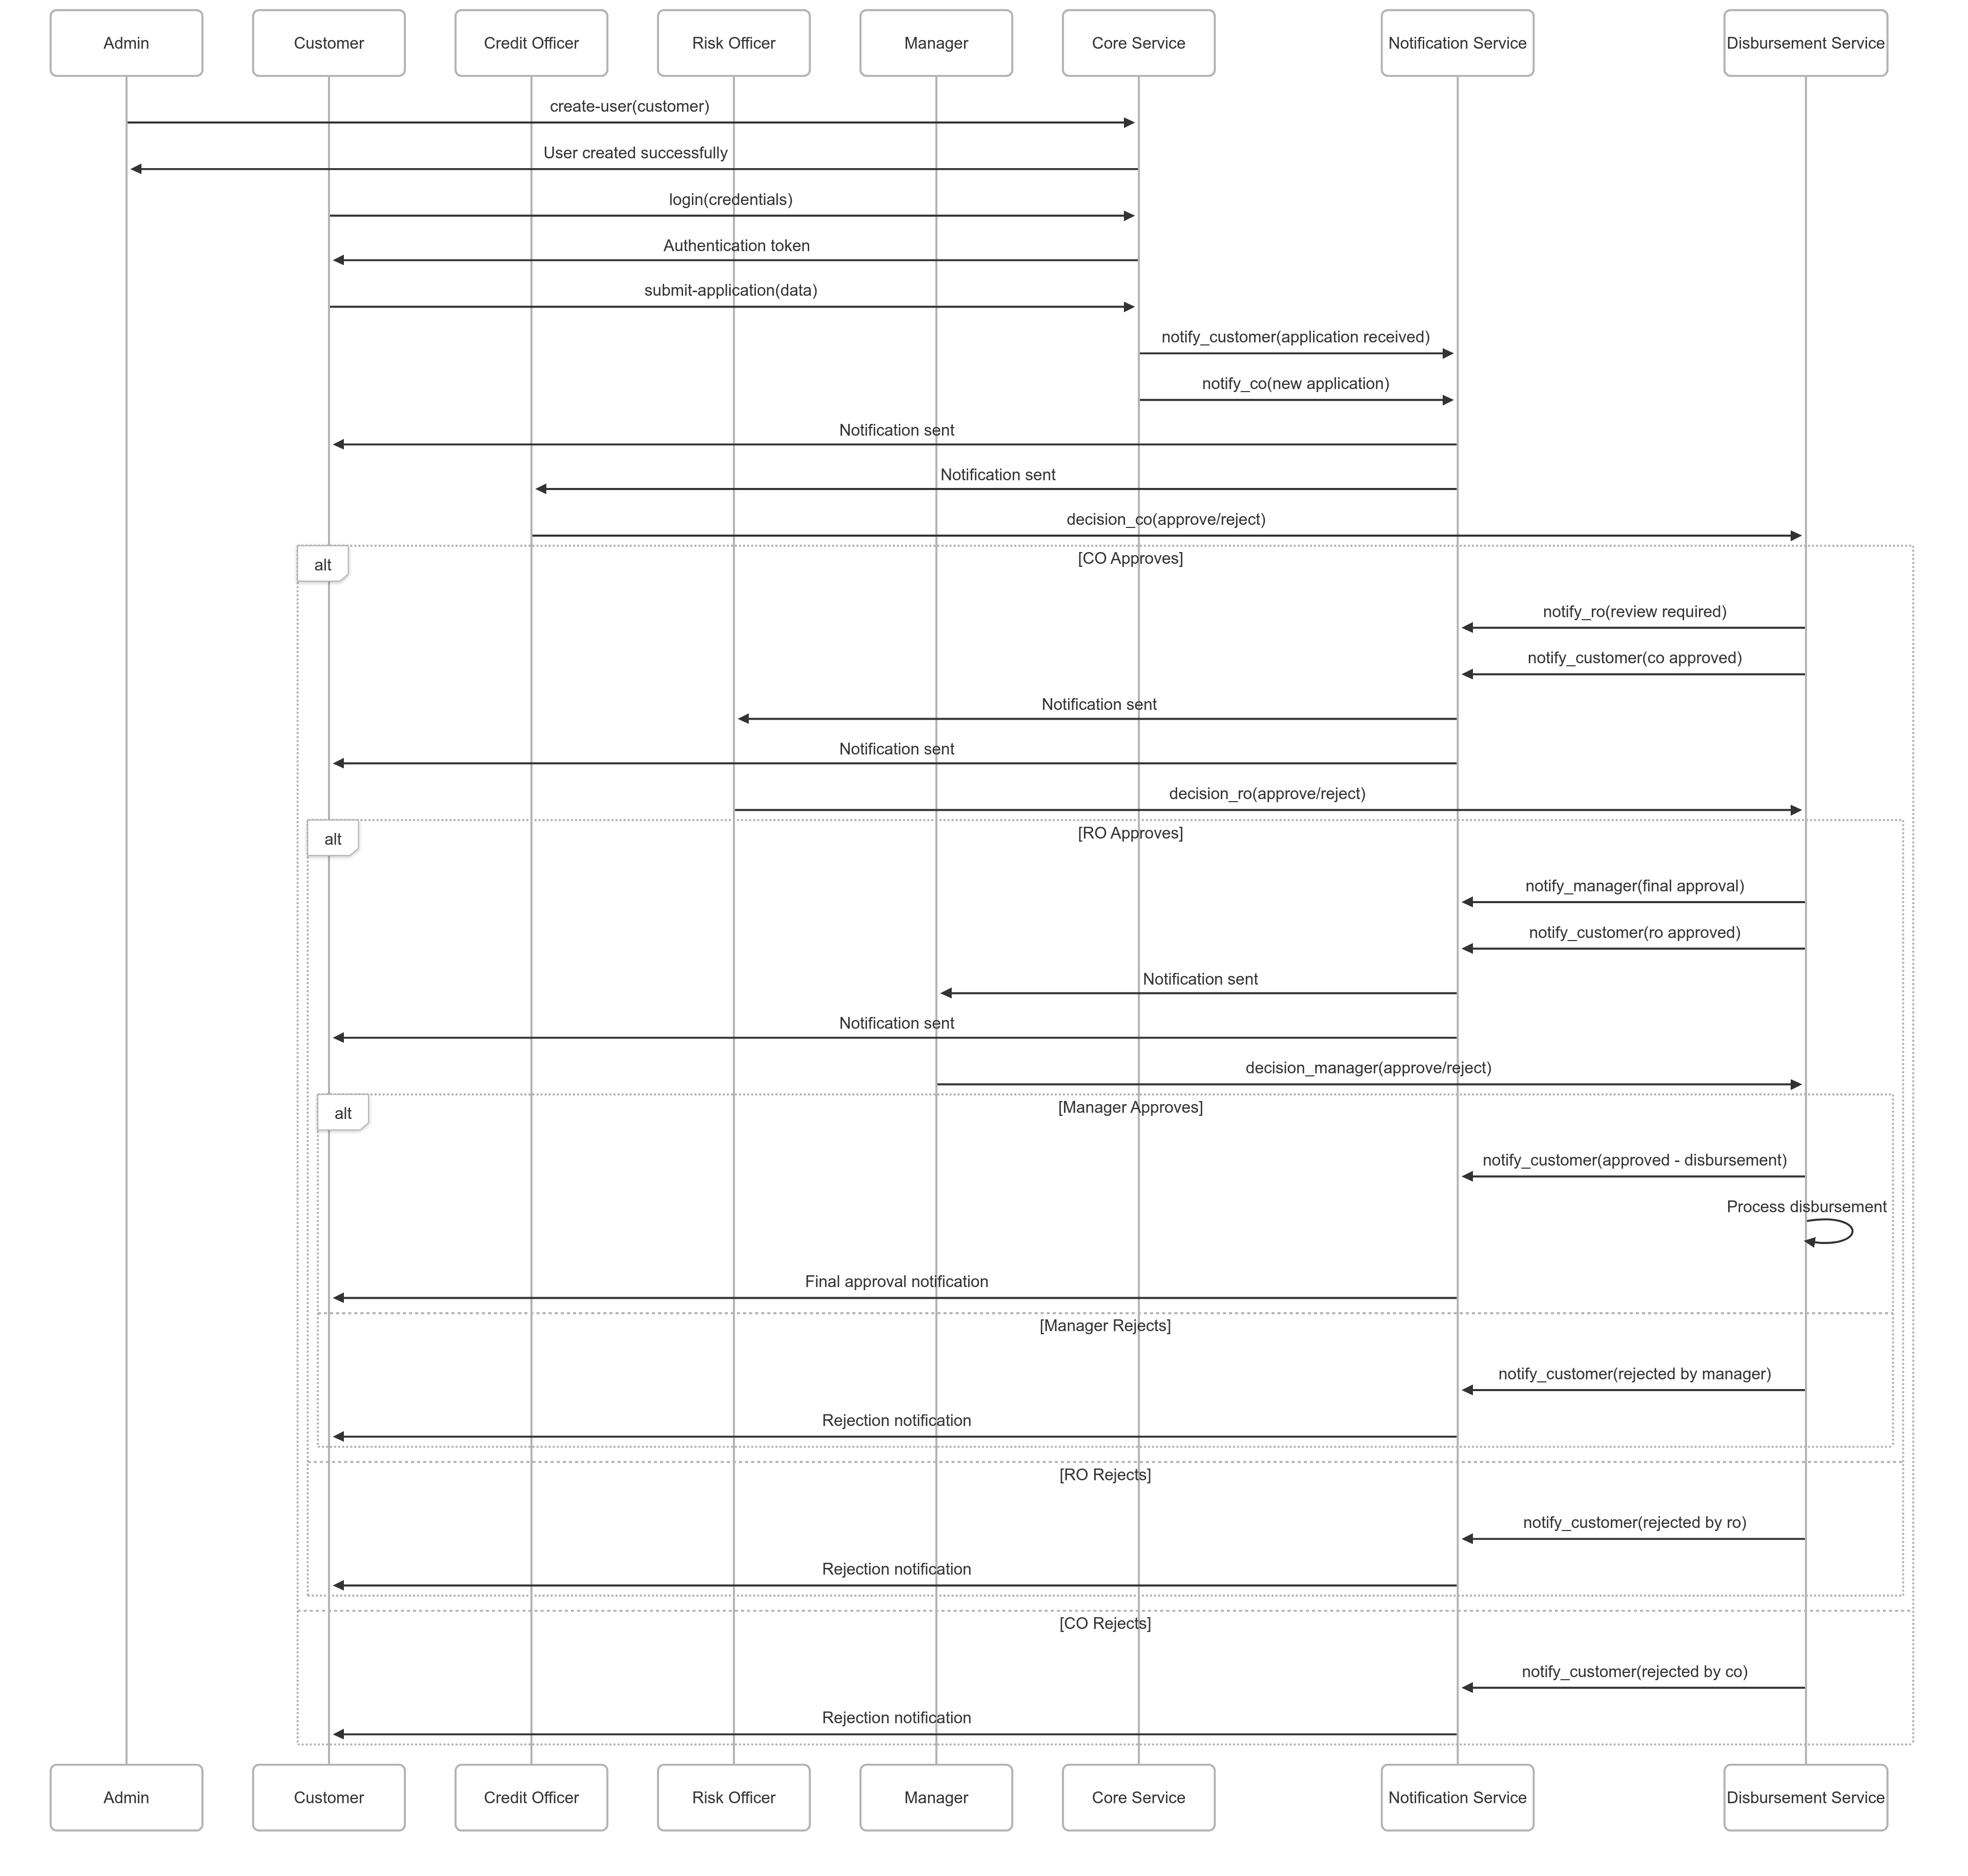 Admin
Customer
Credit Officer
Risk Officer
Manager
Core Service
Notification Service
Disbursement Service
create-user(customer)
User created successfully
login(credentials)
Authentication token
submit-application(data)
notify_customer(application received)
notify_co(new application)
Notification sent
Notification sent
decision_co(approve/reject)
alt
[CO Approves]
notify_ro(review required)
notify_customer(co approved)
Notification sent
Notification sent
decision_ro(approve/reject)
alt
[RO Approves]
notify_manager(final approval)
notify_customer(ro approved)
Notification sent
Notification sent
decision_manager(approve/reject)
alt
[Manager Approves]
notify_customer(approved - disbursement)
Process disbursement
Final approval notification
[Manager Rejects]
notify_customer(rejected by manager)
Rejection notification
[RO Rejects]
notify_customer(rejected by ro)
Rejection notification
[CO Rejects]
notify_customer(rejected by co)
Rejection notification
Admin
Customer
Credit Officer
Risk Officer
Manager
Core Service
Notification Service
Disbursement Service